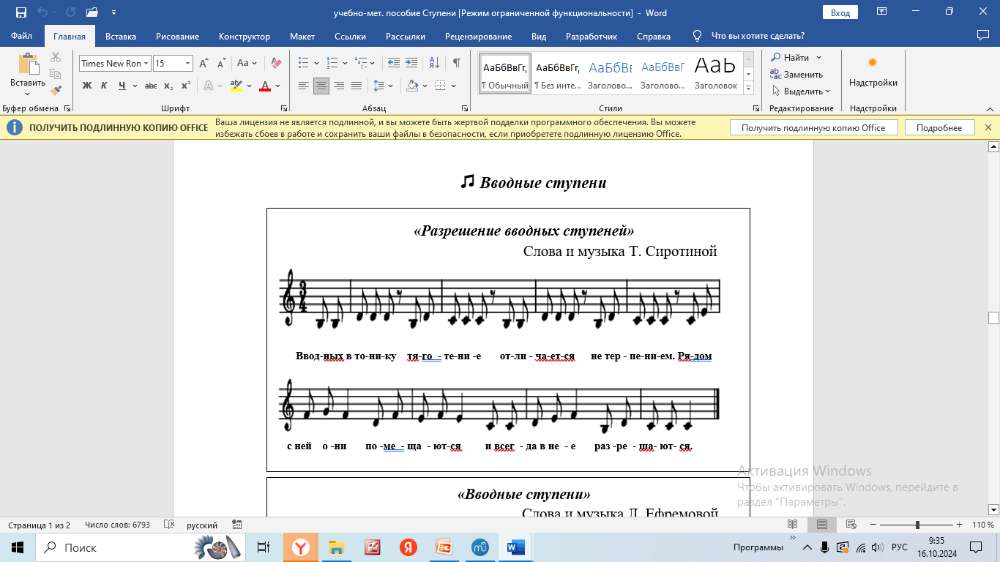 учебно-мет. пособие Ступени [Режим ограниченной функциональности] - Word
Вход
Файл Главная Вставка Рисование Конструктор Макет Ссылки Рассылки Рецензирование Вид Разработчик Справка Что вы хотите сделать?
Вставить
Буфер обмена
Times New Ron 15
Aa
Ж К Ч abc x₂ x²
Шрифт
Абзац
АаБбВвГг, АаБбВвГг, АаБбВв АаБбВвГ АаЬ
¶ Обычный ¶ Без инте... Заголово... Заголово... Заголовок
Стили
Найти
Заменить
Выделить
Редактирование
Надстройки
Надстройки
ПОЛУЧИТЬ ПОДЛИННУЮ КОПИЮ OFFICE
Ваша лицензия не является подлинной, и вы можете быть жертвой подделки программного обеспечения. Вы можете
избежать сбоев в работе и сохранить ваши файлы в безопасности, если приобретете подлинную лицензию Office.
Получить подлинную копию Office
Подробнее
♫ Вводные ступени
«Разрешение вводных ступеней»
Слова и музыка Т. Сиротиной
3
4
Ввод-ных в то-ни-ку тя-го - те-ни -е от-ли - ча-ет-ся не тер - пе-ни-ем. Ря-дом
с ней о -ни по -ме - ща - ют-ся и всег - да в не - е раз -ре - ша- ют- ся.
«Вводные ступени»
Слова и музыка Л. Ефремовой
Активация Windows
Чтобы активировать Windows, перейдите в
раздел "Параметры".
Страница 1 из 2 Число слов: 6793 русский 110 %
Поиск
Программы
РУС
9:35
16.10.2024